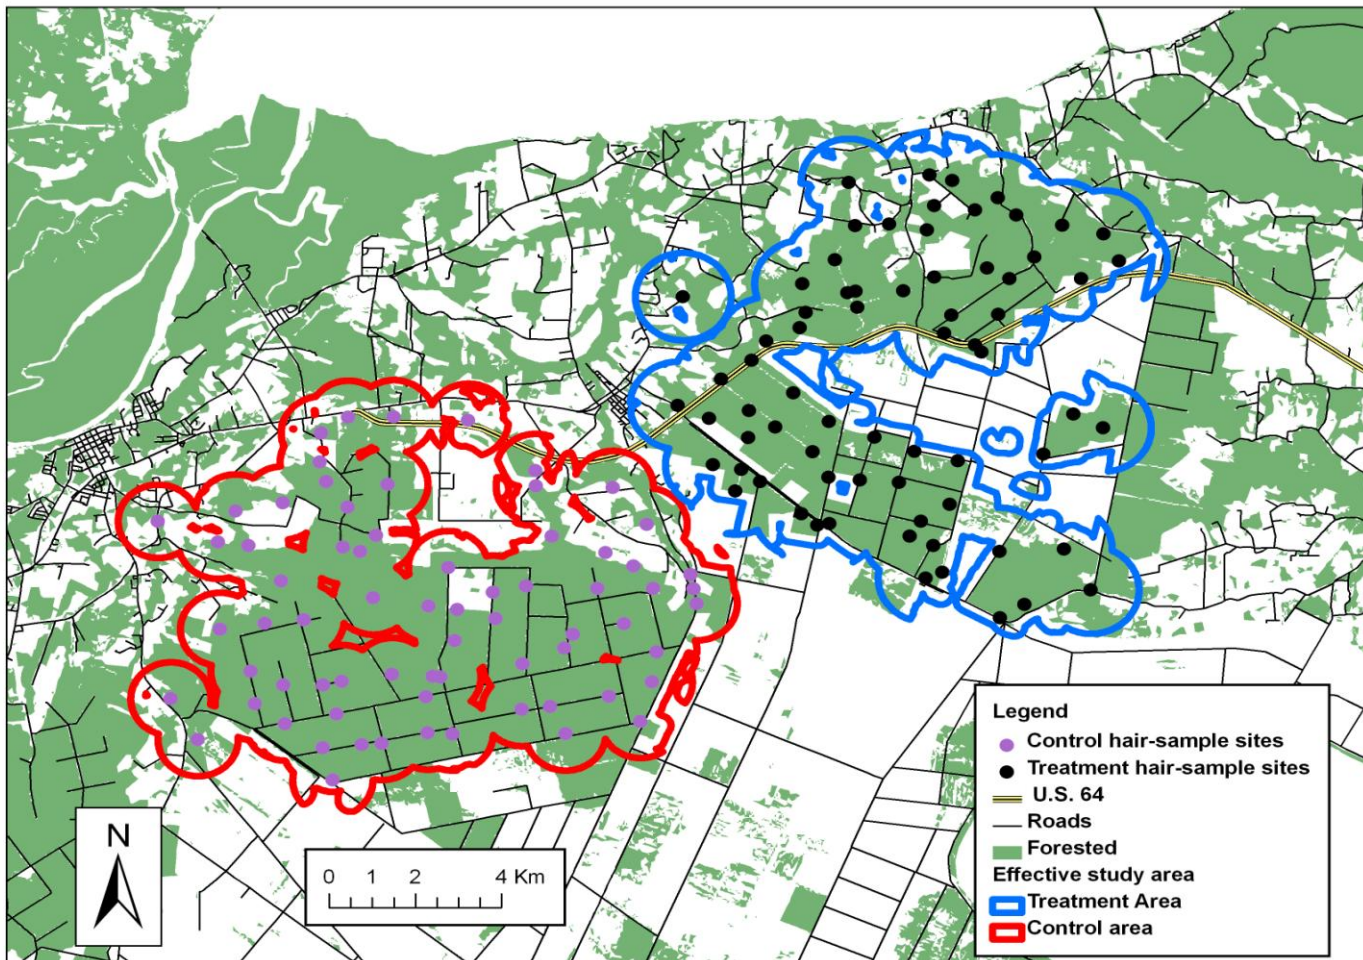 Legend
Control hair-sample sites
Treatment hair-sample sites
U.S. 64
Roads
Forested
Effective study area
Treatment Area
Control area
N
0 1 2 4 Km